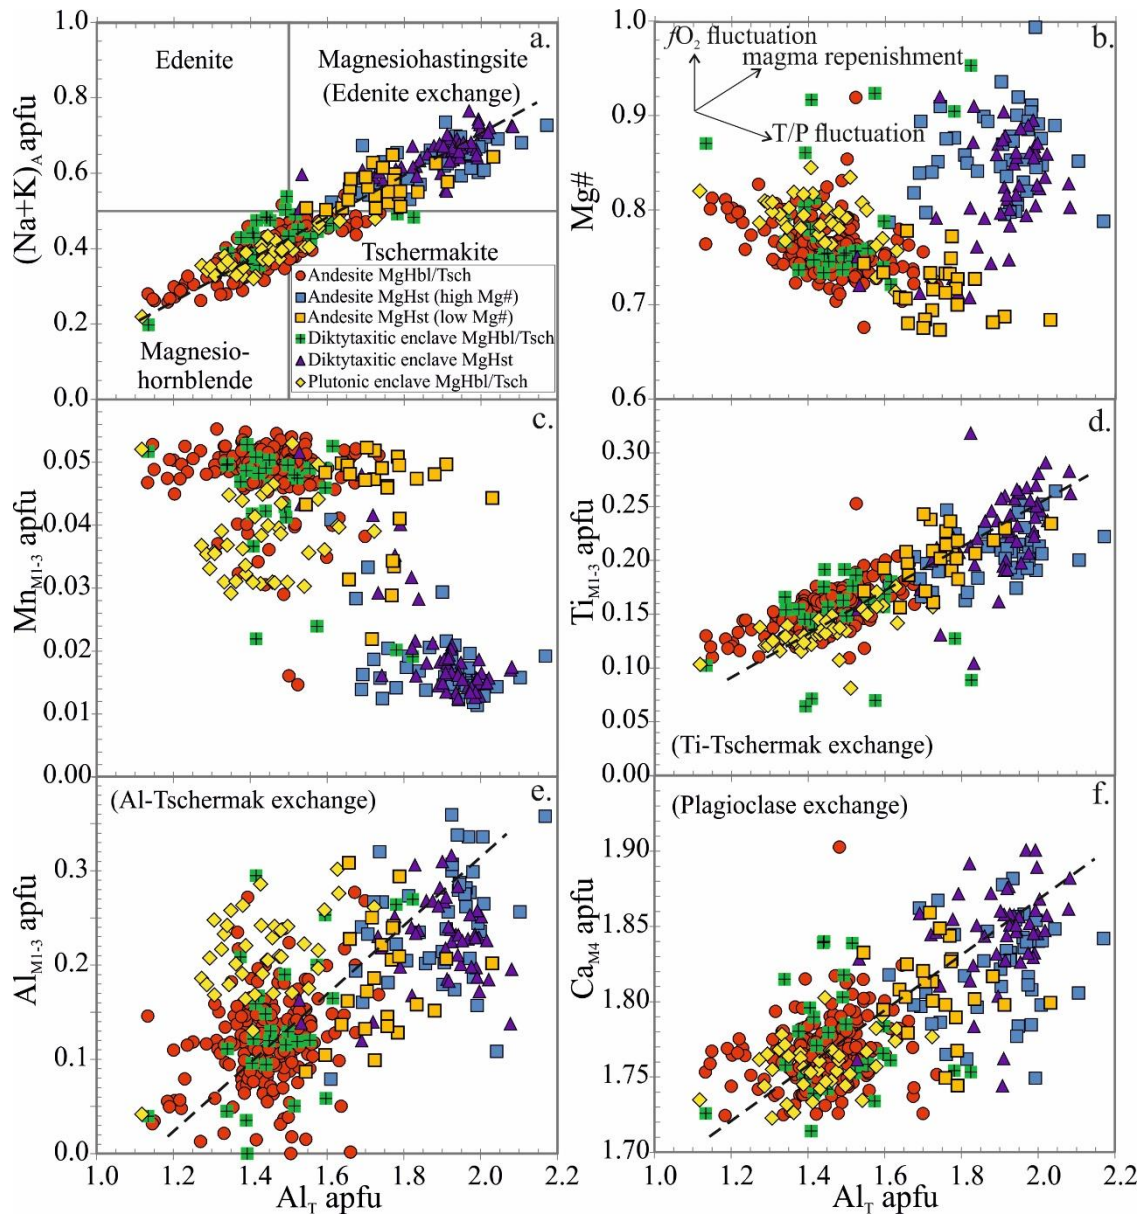 1.0
0.8
0.6
0.4
0.2
0.0
(Na+K)A apfu
a.
Edenite
Magnesiohastingsite
(Edenite exchange)
Tschermakite
Magnesio-
hornblende
Andesite MgHbl/Tsch
Andesite MgHst (high Mg#)
Andesite MgHst (low Mg#)
Diktytaxitic enclave MgHbl/Tsch
Diktytaxitic enclave MgHst
Plutonic enclave MgHbl/Tsch
1.0
0.9
0.8
0.7
0.6
Mg#
b.
fO2 fluctuation
magma repenishment
T/P fluctuation
0.05
0.04
0.03
0.02
0.01
0.00
MnM1-3 apfu
c.
0.30
0.25
0.20
0.15
0.10
0.05
0.00
TiM1-3 apfu
d.
(Ti-Tschermak exchange)
0.3
0.2
0.1
0.0
AlM1-3 apfu
e.
(Al-Tschermak exchange)
1.0 1.2 1.4 1.6 1.8 2.0 2.2
AlT apfu
1.90
1.85
1.80
1.75
1.70
CaM4 apfu
f.
(Plagioclase exchange)
1.2 1.4 1.6 1.8 2.0 2.2
AlT apfu